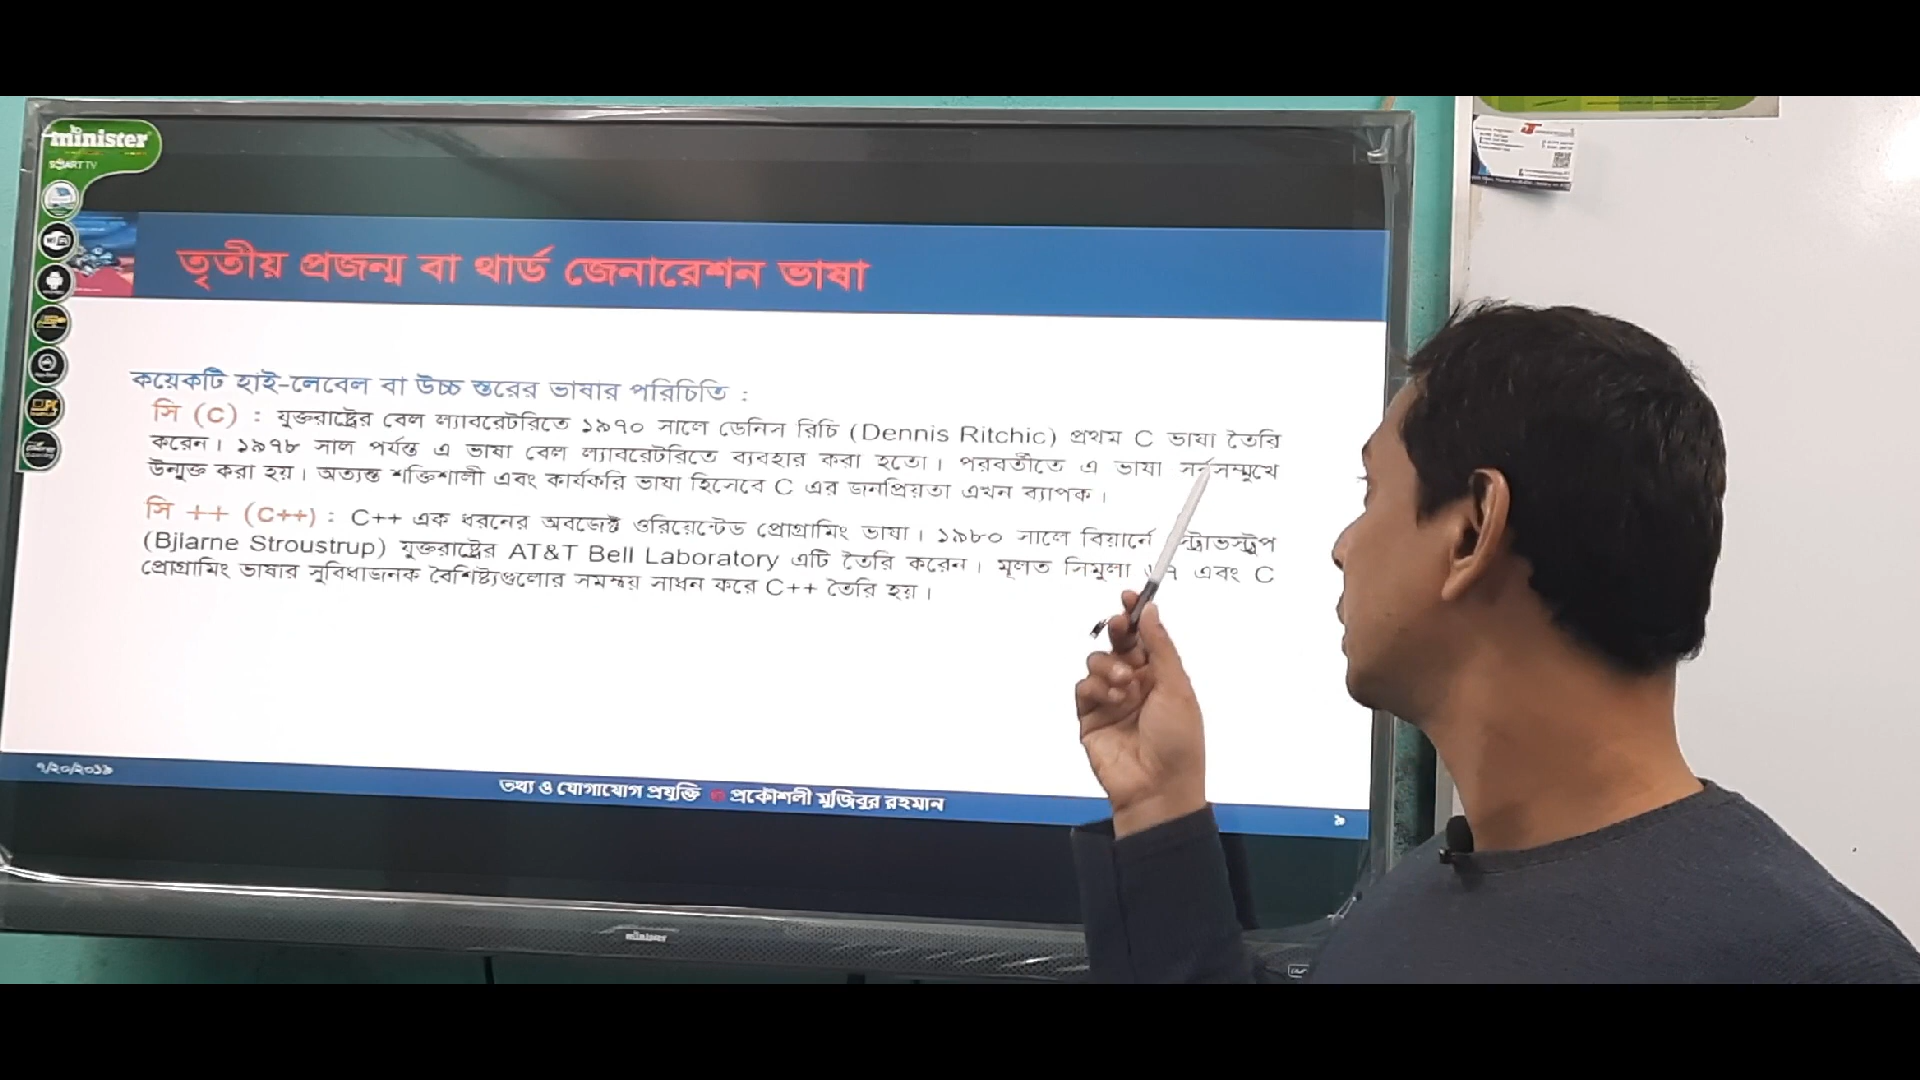 minister
SMART TV
তৃতীয় প্রজন্ম বা থার্ড জেনারেশন ভাষা
কয়েকটি হাই-লেবেল বা উচ্চ স্তরের ভাষার পরিচিতি :
সি (C) : যুক্তরাষ্ট্রের বেল ল্যাবরেটরিতে ১৯৭০ সালে ডেনিস রিচি (Dennis Ritchic) প্রথম C ভাষা তৈরি
করেন। ১৯৭৮ সাল পর্যন্ত এ ভাষা বেল ল্যাবরেটরিতে ব্যবহার করা হতো। পরবর্তীতে এ ভাষা সর্বসম্মুখে
উন্মুক্ত করা হয়। অত্যন্ত শক্তিশালী এবং কার্যকরি ভাষা হিসেবে C এর জনপ্রিয়তা এখন ব্যাপক।
সি ++ (C++) : C++ এক ধরনের অবজেক্ট ওরিয়েন্টেড প্রোগ্রামিং ভাষা। ১৯৮০ সালে বিয়ার্নে স্ট্রাভস্ট্রুপ
(Bjlarne Stroustrup) যুক্তরাষ্ট্রের AT&T Bell Laboratory এটি তৈরি করেন। মূলত সিমুলা এবং C
প্রোগ্রামিং ভাষার সুবিধাজনক বৈশিষ্ট্যগুলোর সমন্বয় সাধন করে C++ তৈরি হয়।
৭/২০/২০১৯
তথ্য ও যোগাযোগ প্রযুক্তি প্রকৌশলী মুজিবুর রহমান
৯
minister